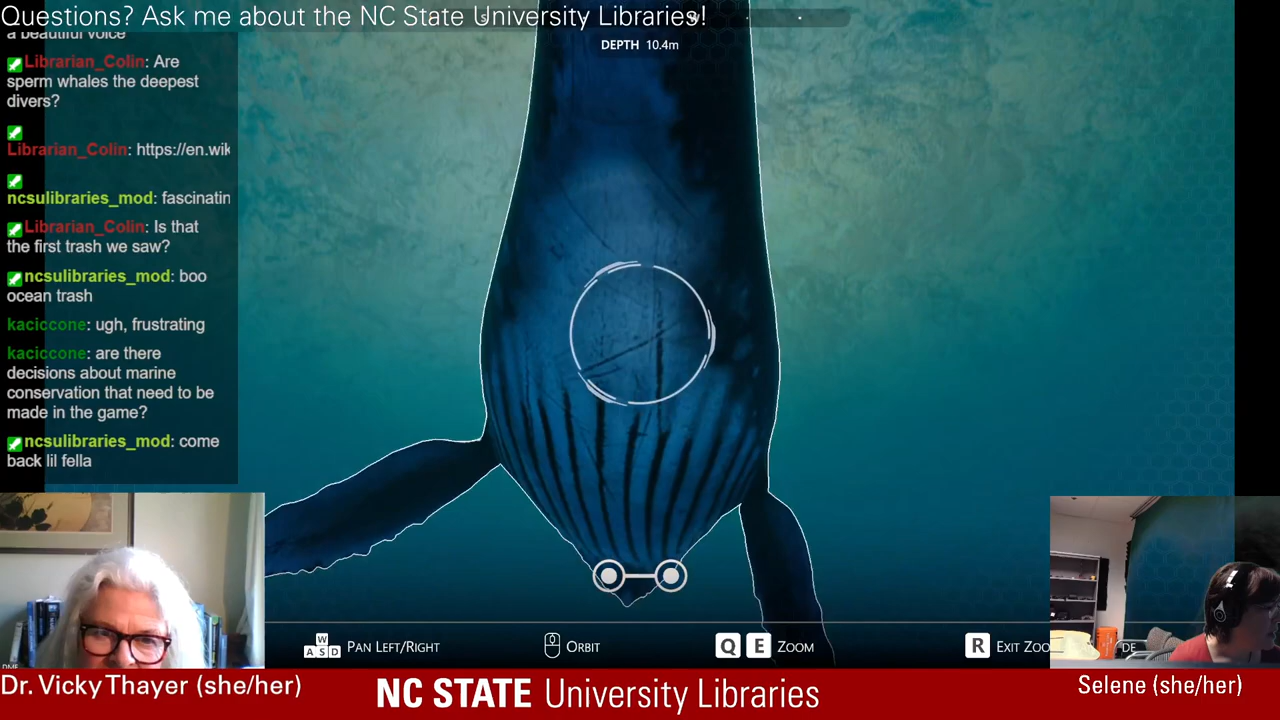 Questions? Ask me about the NC State University Libraries!
DEPTH 10.4m
a beautiful voice
Librarian_Colin: Are
sperm whales the deepest
divers?
Librarian_Colin: https://en.wik
ncsulibraries_mod: fascinatin
Librarian_Colin: Is that
the first trash we saw?
ncsulibraries_mod: boo
ocean trash
kaciccone: ugh, frustrating
kaciccone: are there
decisions about marine
conservation that need to be
made in the game?
ncsulibraries_mod: come
back lil fella
W A S D PAN LEFT/RIGHT ORBIT Q E ZOOM R EXIT ZOO DE
Dr. Vicky Thayer (she/her)
NC STATE University Libraries
Selene (she/her)